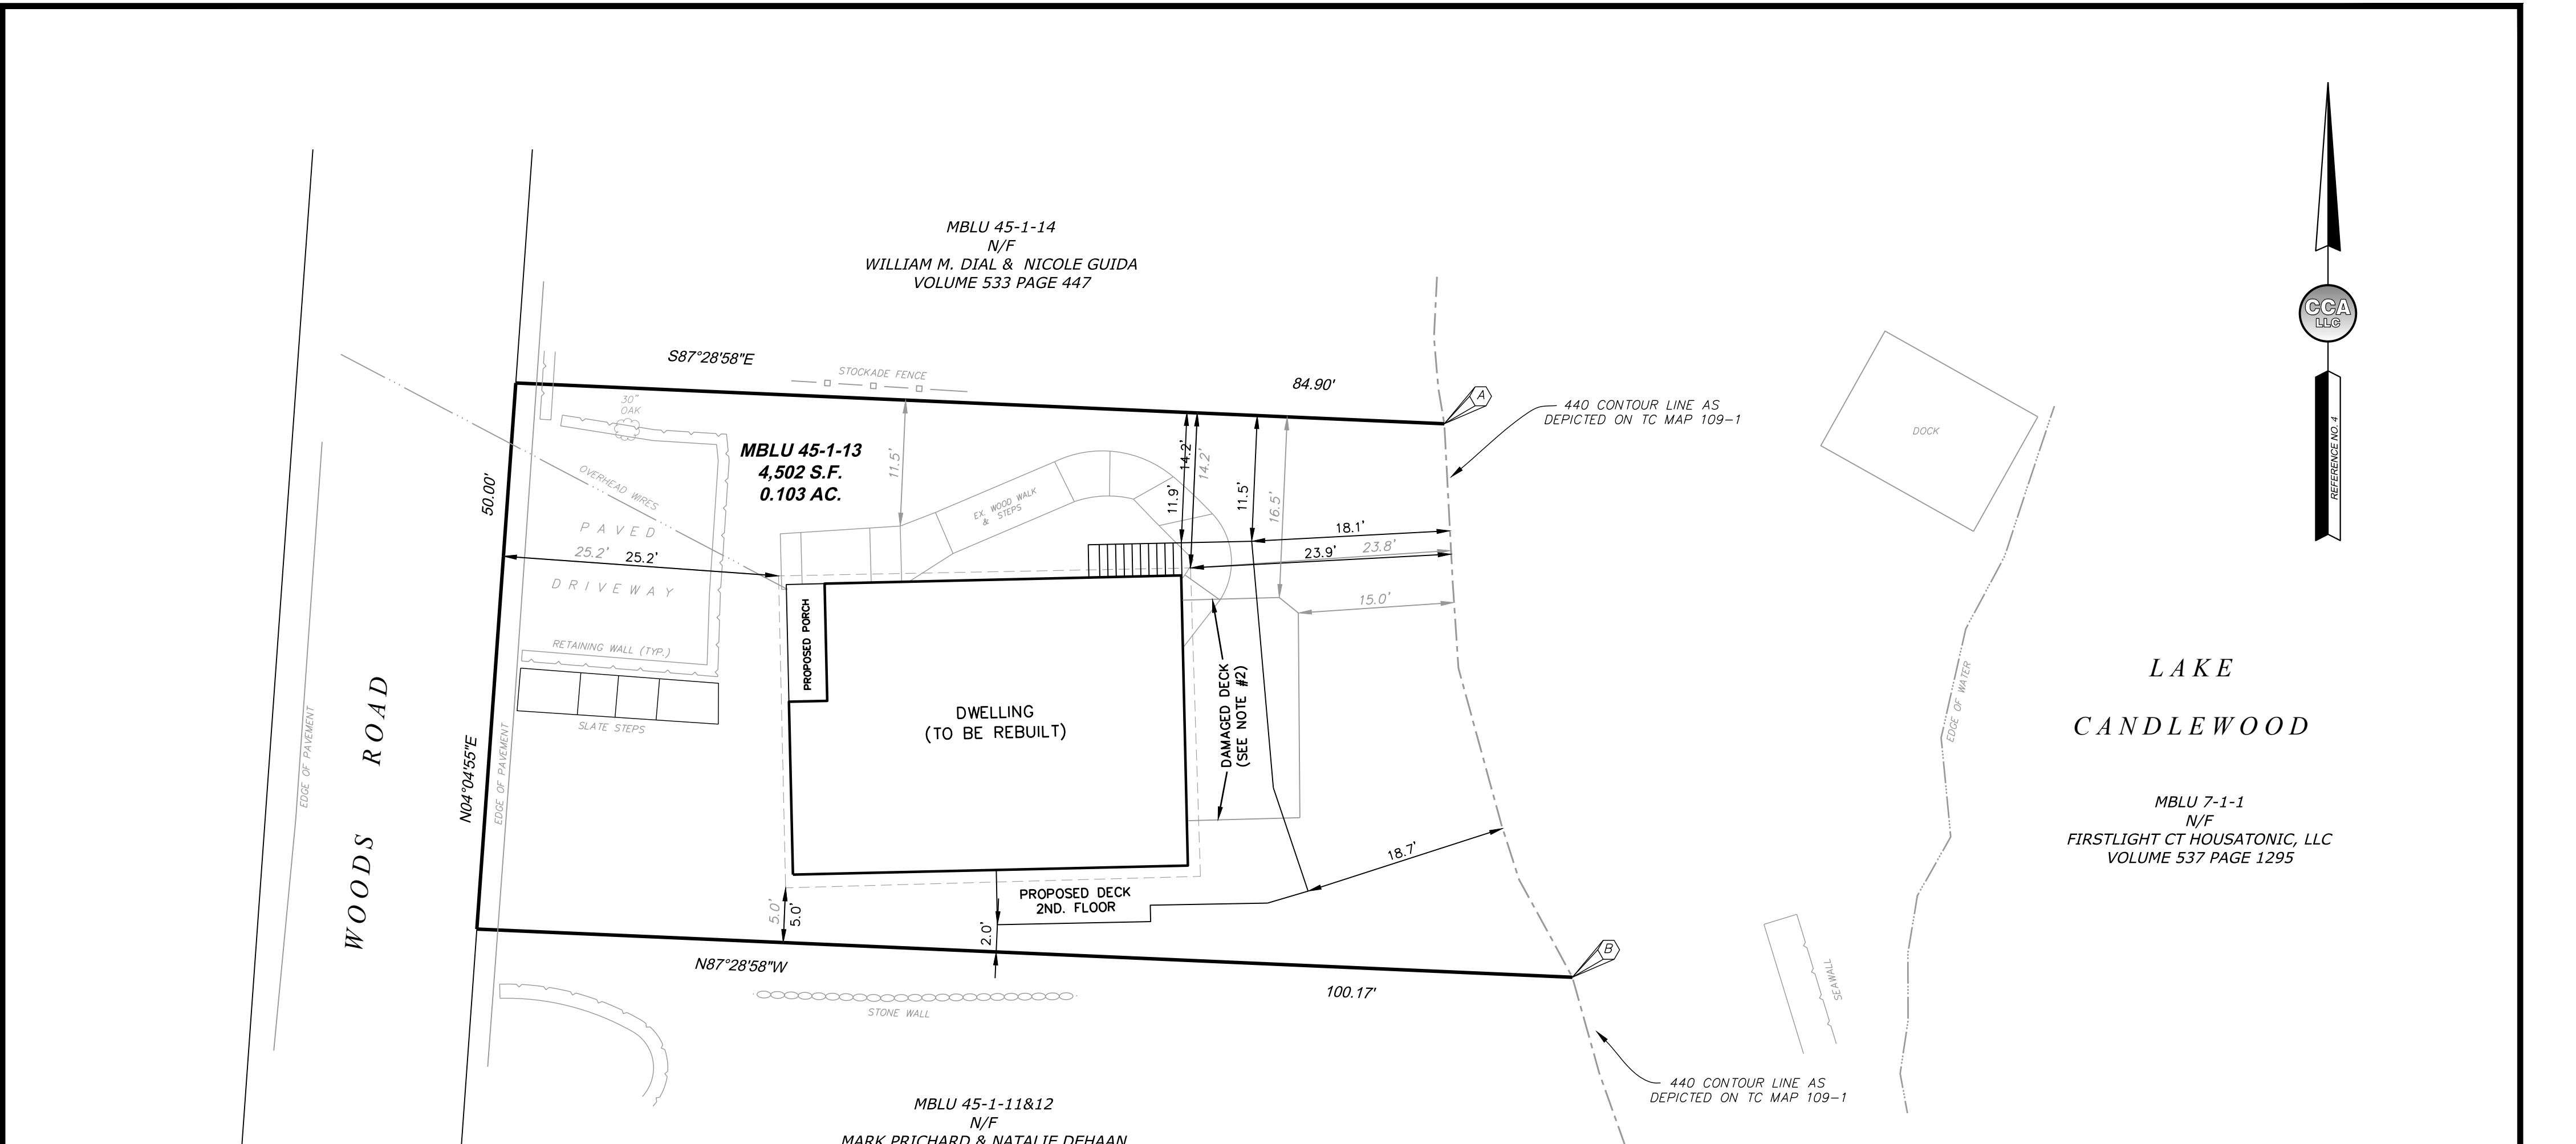 MBLU 45-1-14
N/F
WILLIAM M. DIAL & NICOLE GUIDA
VOLUME 533 PAGE 447
CCA
LLC
REFERENCE NO. 4
S87°28'58"E
STOCKADE FENCE
84.90'
A
440 CONTOUR LINE AS
DEPICTED ON TC MAP 109-1
DOCK
30"
OAK
MBLU 45-1-13
4,502 S.F.
0.103 AC.
11.5'
14.2'
14.2'
11.9'
11.5'
16.5'
50.00'
OVERHEAD WIRES
EX. WOOD WALK
& STEPS
PAVED
DRIVEWAY
25.2'
25.2'
18.1'
23.9'
23.8'
15.0'
PROPOSED PORCH
RETAINING WALL (TYP.)
SLATE STEPS
DWELLING
(TO BE REBUILT)
DAMAGED DECK
(SEE NOTE #2)
EDGE OF PAVEMENT
WOODS ROAD
N04°04'55"E
EDGE OF PAVEMENT
EDGE OF WATER
LAKE
CANDLEWOOD
MBLU 7-1-1
N/F
FIRSTLIGHT CT HOUSATONIC, LLC
VOLUME 537 PAGE 1295
18.7'
PROPOSED DECK
2ND. FLOOR
5.0'
5.0'
2.0'
B
N87°28'58"W
100.17'
STONE WALL
SEAWALL
440 CONTOUR LINE AS
DEPICTED ON TC MAP 109-1
MBLU 45-1-11&12
N/F
MARK PRICHARD & NATALIE DEHAAN